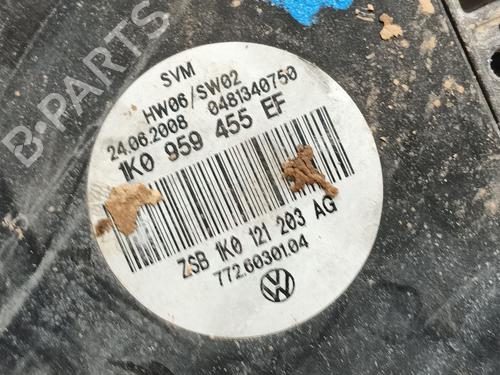 SVM
HW06/SW02
24.06.2008 0481340750
1K0 959 455 EF
ZSB 1K0 121 203 AG
772.60301.04
B-PARTS